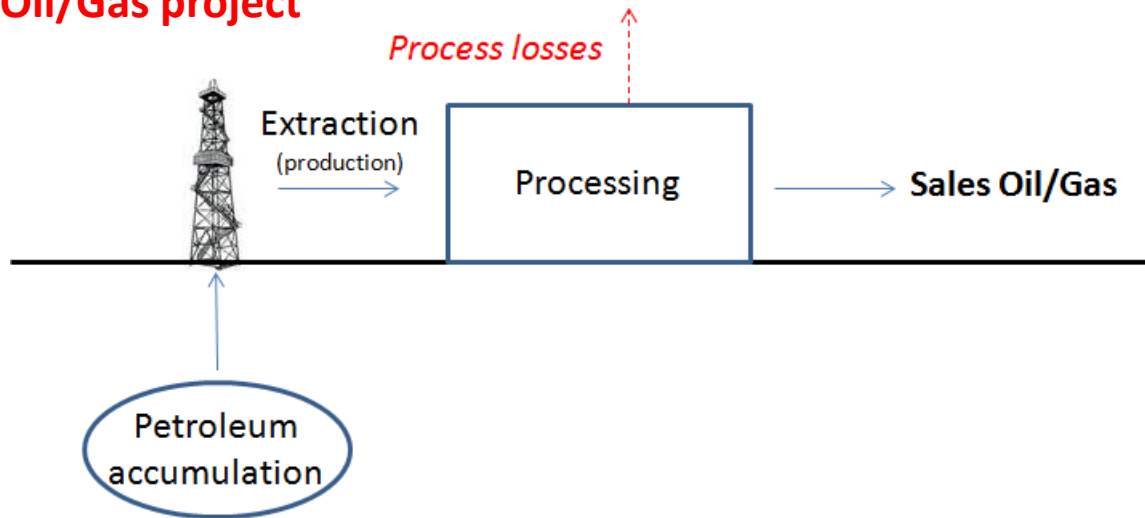 Oil/Gas project
Process losses
Extraction
(production)
Processing
Sales Oil/Gas
Petroleum
accumulation